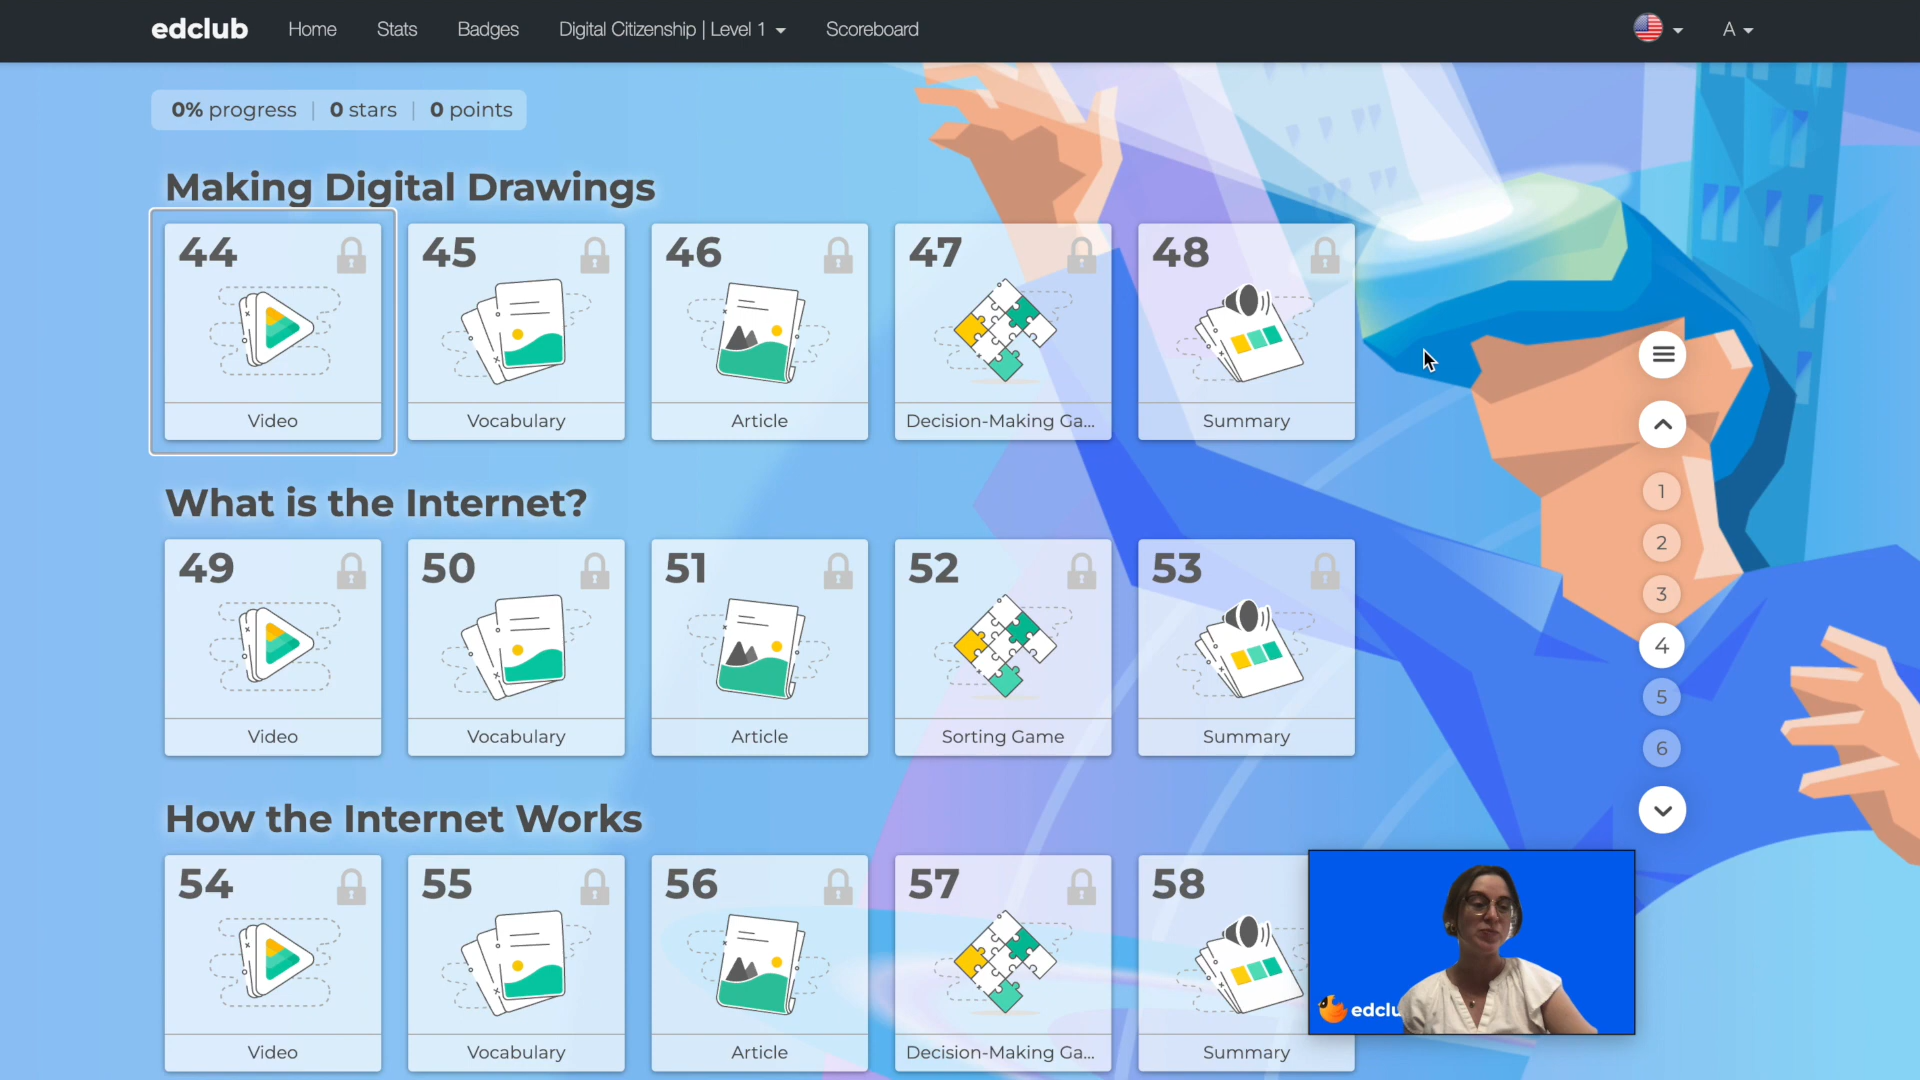 edclub Home Stats Badges Digital Citizenship | Level 1 Scoreboard A
0% progress | 0 stars | 0 points
Making Digital Drawings
44 45 46 47 48
Video Vocabulary Article Decision-Making Ga... Summary
What is the Internet?
49 50 51 52 53
Video Vocabulary Article Sorting Game Summary
How the Internet Works
54 55 56 57 58
Video Vocabulary Article Decision-Making Ga... Summary
1
2
3
4
5
6
edclu